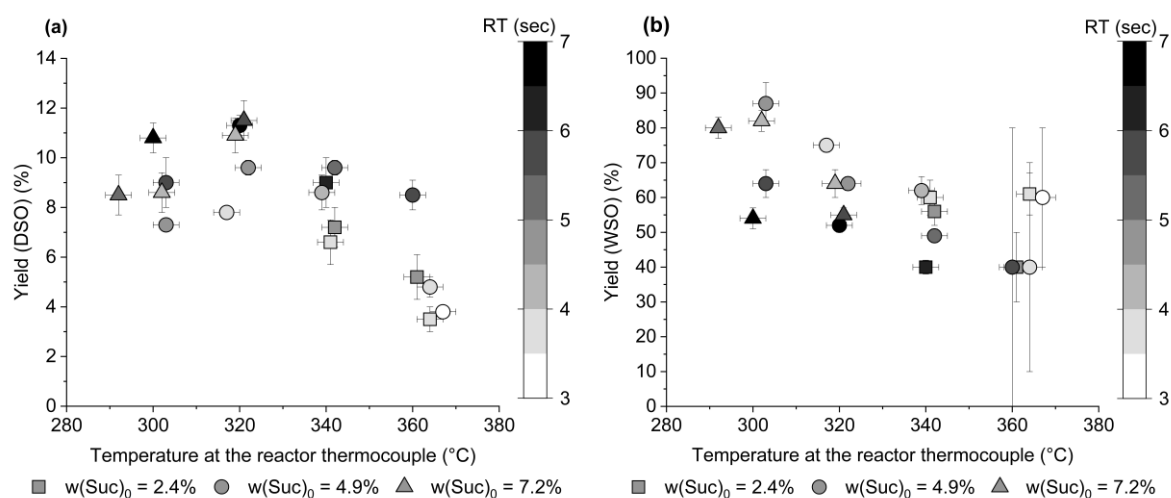 (a)
RT (sec)
7
6
5
4
3
Yield (DSO) (%)
14
12
10
8
6
4
2
0
280 300 320 340 360 380
Temperature at the reactor thermocouple (°C)
w(Suc)0 = 2.4% w(Suc)0 = 4.9% w(Suc)0 = 7.2%
(b)
RT (sec)
7
6
5
4
3
Yield (WSO) (%)
100
90
80
70
60
50
40
30
20
10
0
280 300 320 340 360 380
Temperature at the reactor thermocouple (°C)
w(Suc)0 = 2.4% w(Suc)0 = 4.9% w(Suc)0 = 7.2%